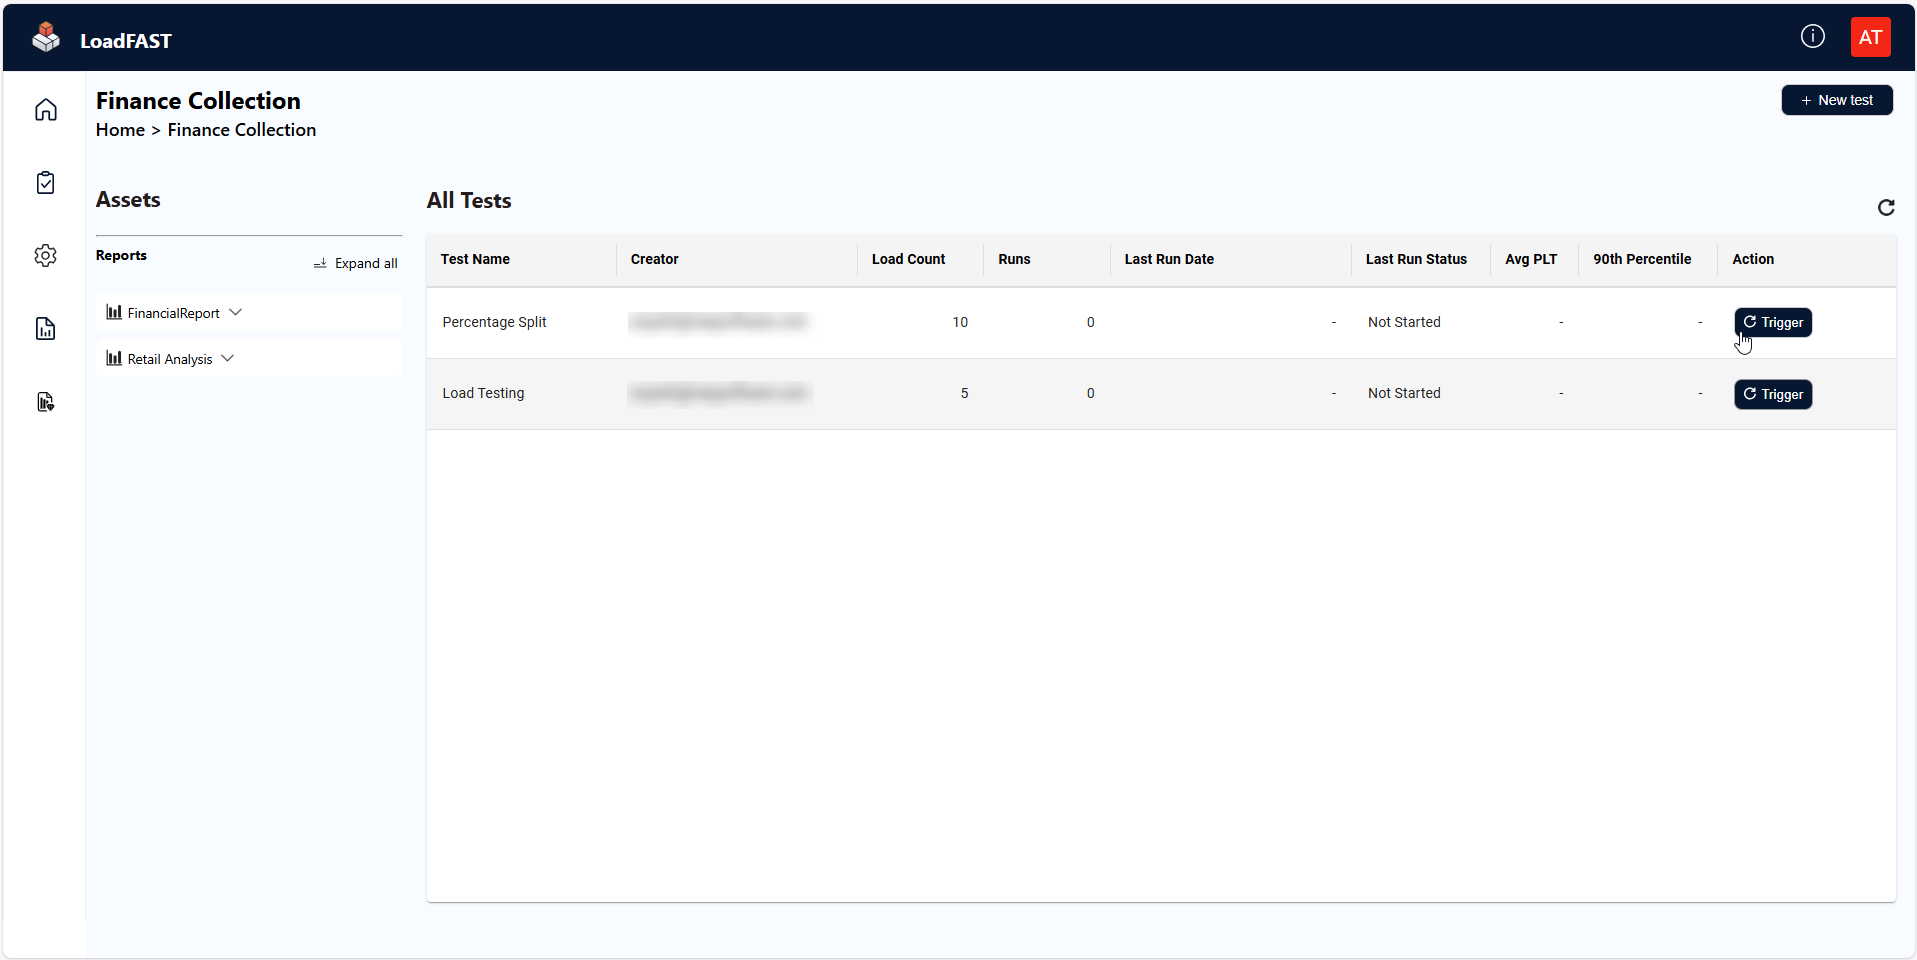 LoadFAST
AT
Finance Collection
+ New test
Home > Finance Collection
Assets
Reports
Expand all
FinancialReport
Retail Analysis
All Tests
Test Name Creator Load Count Runs Last Run Date Last Run Status Avg PLT 90th Percentile Action
Percentage Split 10 0 - Not Started - - Trigger
Load Testing 5 0 - Not Started - - Trigger